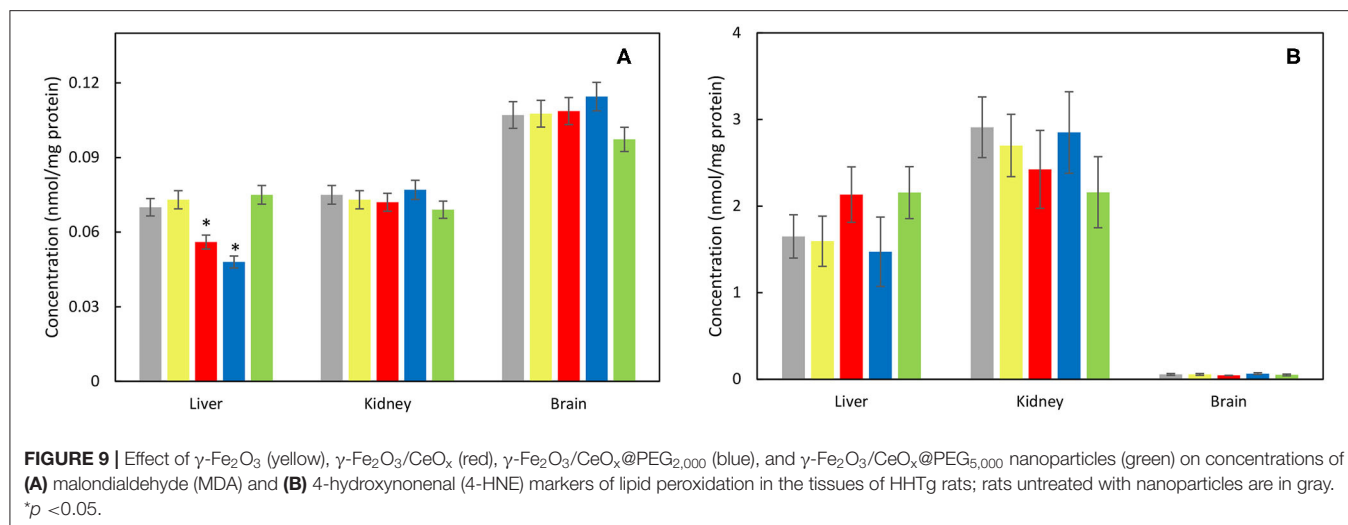 A
Concentration (nmol/mg protein)
0.12
0.09
0.06
0.03
0
* *
Liver Kidney Brain
B
Concentration (nmol/mg protein)
4
3
2
1
0
Liver Kidney Brain
FIGURE 9 | Effect of γ-Fe₂O₃ (yellow), γ-Fe₂O₃/CeOₓ (red), γ-Fe₂O₃/CeOₓ@PEG₂,₀₀₀ (blue), and γ-Fe₂O₃/CeOₓ@PEG₅,₀₀₀ nanoparticles (green) on concentrations of
(A) malondialdehyde (MDA) and (B) 4-hydroxynonenal (4-HNE) markers of lipid peroxidation in the tissues of HHTg rats; rats untreated with nanoparticles are in gray.
*p <0.05.